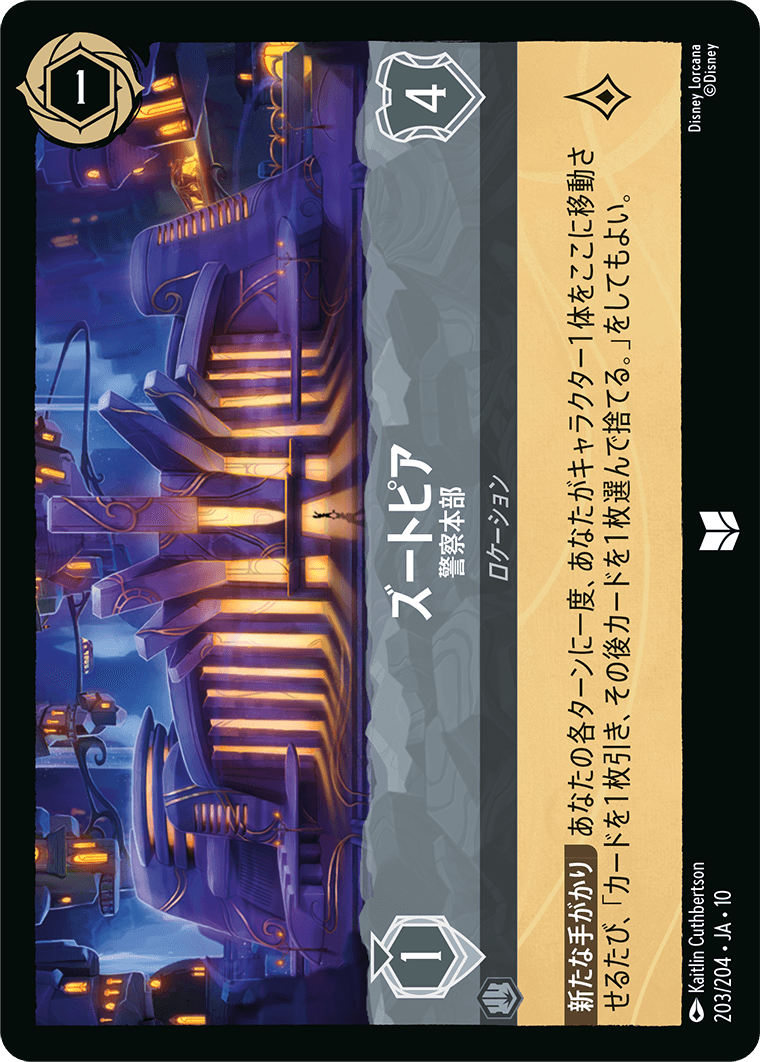 1
ズートピア
警察本部
1
4
ロケーション
新たな手がかり あなたの各ターンに一度、あなたがキャラクター1体をここに移動さ
せるたび、「カードを1枚引き、その後カードを1枚選んで捨てる。」をしてもよい。
Kaitlin Cuthbertson
203/204 • JA • 10
Disney Lorcana
©Disney